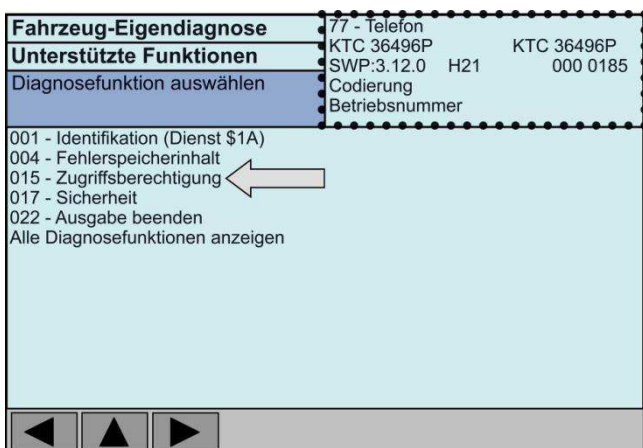 Fahrzeug-Eigendiagnose
Unterstützte Funktionen
Diagnosefunktion auswählen
77 - Telefon
KTC 36496P KTC 36496P
SWP:3.12.0 H21 000 0185
Codierung
Betriebsnummer
001 - Identifikation (Dienst $1A)
004 - Fehlerspeicherinhalt
015 - Zugriffsberechtigung
017 - Sicherheit
022 - Ausgabe beenden
Alle Diagnosefunktionen anzeigen